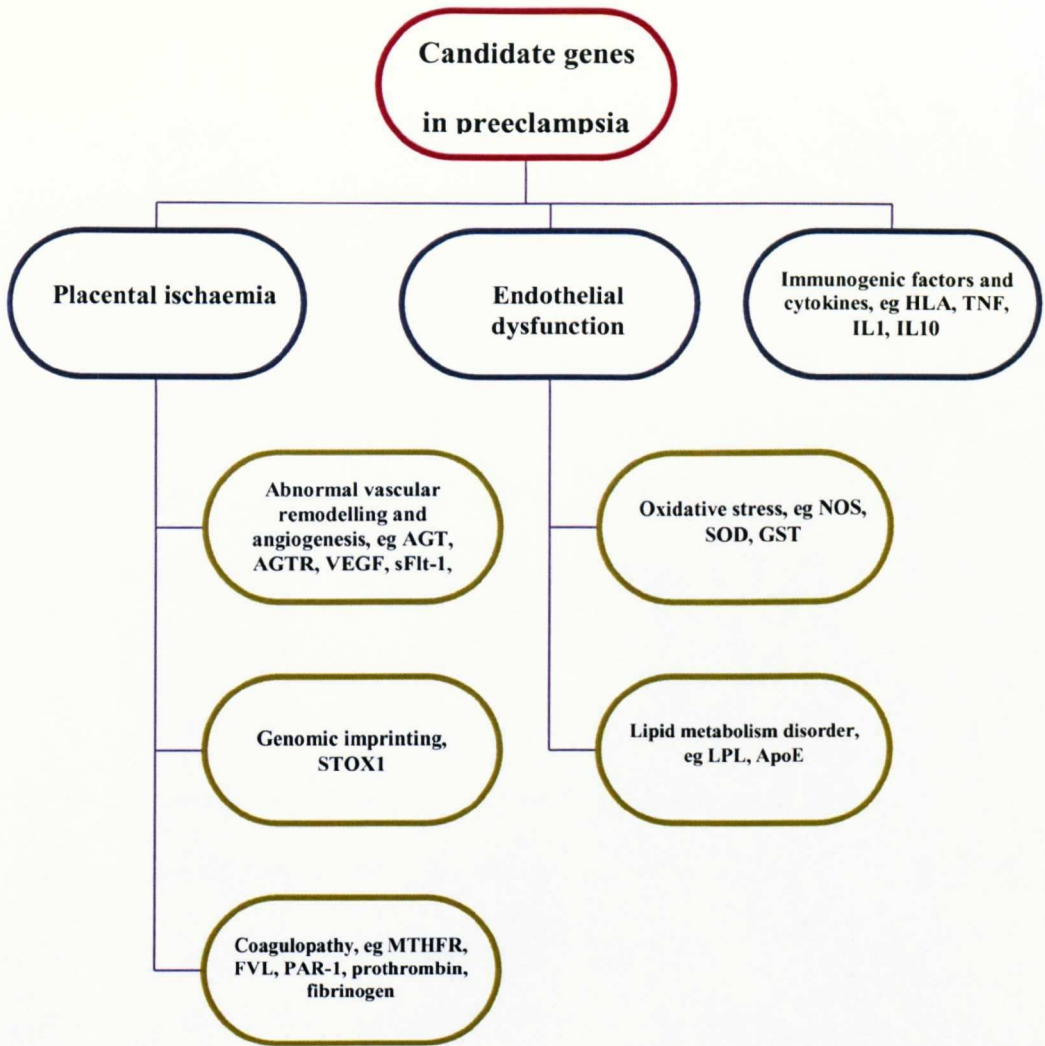 Candidate genes
in preeclampsia
Placental ischaemia
Endothelial
dysfunction
Immunogenic factors and
cytokines, eg HLA, TNF,
IL1, IL10
Abnormal vascular
remodelling and
angiogenesis, eg AGT,
AGTR, VEGF, sFlt-1,
Oxidative stress, eg NOS,
SOD, GST
Genomic imprinting,
STOX1
Lipid metabolism disorder,
eg LPL, ApoE
Coagulopathy, eg MTHFR,
FVL, PAR-1, prothrombin,
fibrinogen